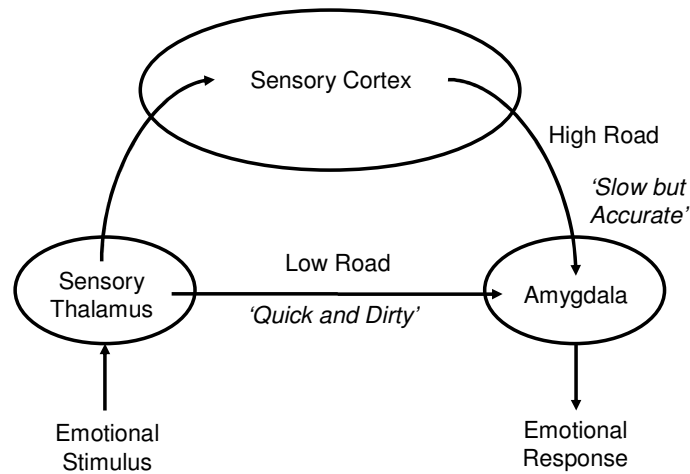 Sensory Cortex
High Road
‘Slow but
Accurate’
Low Road
Sensory
Thalamus
Amygdala
‘Quick and Dirty’
Emotional
Stimulus
Emotional
Response